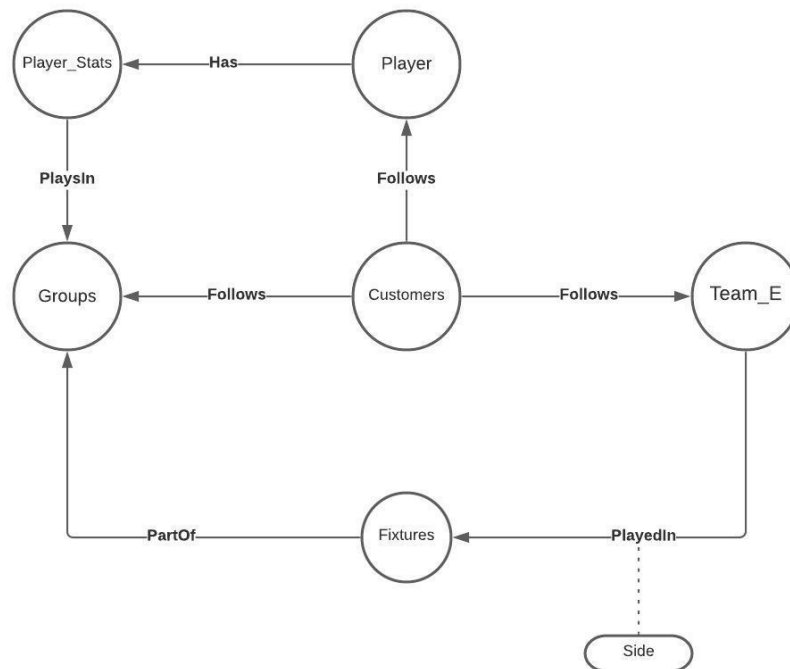 Player_Stats
Has
Player
PlaysIn
Follows
Groups
Follows
Customers
Follows
Team_E
PartOf
Fixtures
PlayedIn
Side